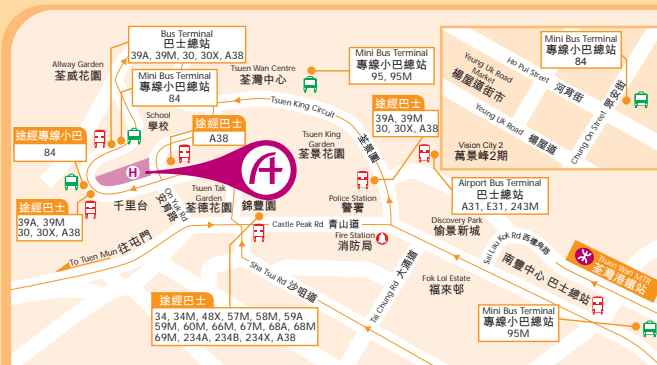 Bus Terminal
巴士總站
39A, 39M, 30, 30X, A38
Allway Garden
荃威花園
Mini Bus Terminal
專線小巴總站
84
School
學校
途經專線小巴
84
途經巴士
A38
H
千里台
On Yuk Rd
安育路
途經巴士
39A, 39M
30, 30X, A38
To Tuen Mun 往屯門
Tsuen Wan Centre
荃灣中心
Mini Bus Terminal
專線小巴總站
95, 95M
Tsuen King Circuit
荃景圍
途經巴士
39A, 39M
30, 30X, A38
Tsuen King
Garden
荃景花園
Tsuen Tak
Garden
荃德花園
錦豐園
Police Station
警署
Castle Peak Rd 青山道
Fire Station
消防局
Sha Tsui Rd 沙咀道
Tai Chung Rd 大涌道
途經巴士
34, 34M, 48X, 57M, 58M, 59A
59M, 60M, 66M, 67M, 68A, 68M
69M, 234A, 234B, 234X, A38
Fok Loi Estate
福來邨
Discovery Park
愉景新城
Airport Bus Terminal
巴士總站
A31, E31, 243M
Sai Lau Kok Rd 西樓角路
Tsuen Wan MTR
荃灣港鐵站
南豐中心 巴士總站
Mini Bus Terminal
專線小巴總站
95M
Yeung Uk Road
Market
楊屋道街市
Ho Pui Street 河背街
Yeung Uk Road 楊屋道
Chung On Street 眾安街
Vision City 2
萬景峰2期
Mini Bus Terminal
專線小巴總站
84